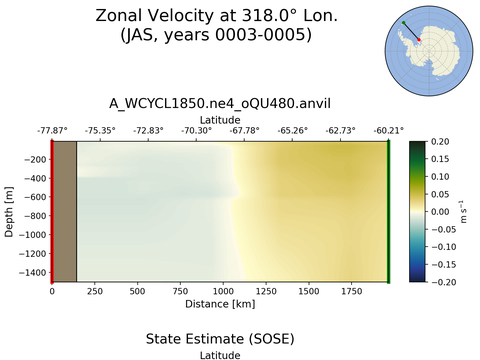 Zonal Velocity at 318.0° Lon.
(JAS, years 0003-0005)
A_WCYCL1850.ne4_oQU480.anvil
Latitude
-77.87° -75.35° -72.83° -70.30° -67.78° -65.26° -62.73° -60.21°
Depth [m]
−200
−400
−600
−800
−1000
−1200
−1400
0 250 500 750 1000 1250 1500 1750
Distance [km]
0.20
0.15
0.10
0.05
0.00
−0.05
−0.10
−0.15
−0.20
m s⁻¹
State Estimate (SOSE)
Latitude